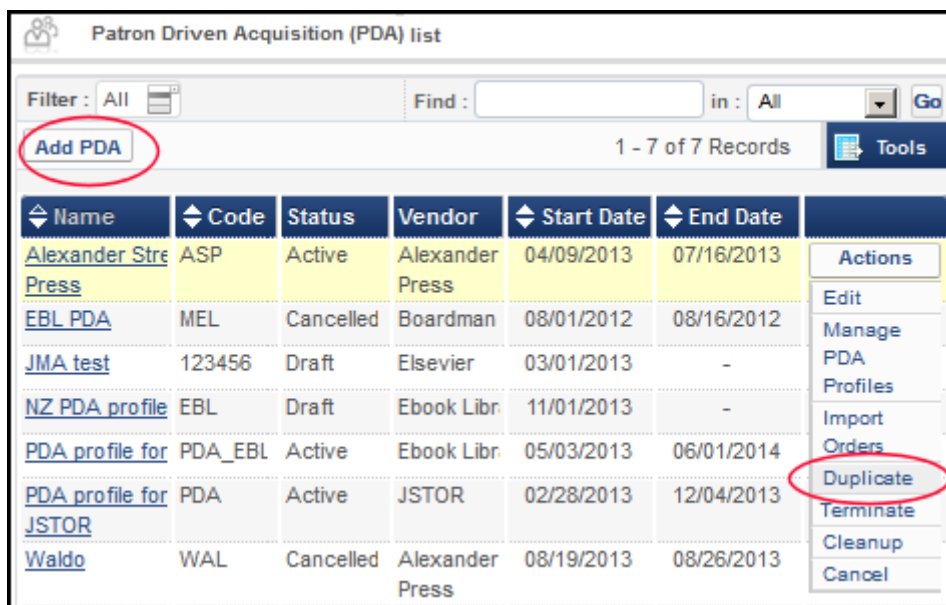 Patron Driven Acquisition (PDA) list
Filter : All Find : in : All Go
Add PDA 1 - 7 of 7 Records Tools
Name Code Status Vendor Start Date End Date
Alexander Stre ASP Active Alexander 04/09/2013 07/16/2013 Actions
Press Press
Edit
EBL PDA MEL Cancelled Boardman 08/01/2012 08/16/2012
Manage
JMA test 123456 Draft Elsevier 03/01/2013 - PDA
Profiles
NZ PDA profile EBL Draft Ebook Libr 11/01/2013 -
Import
PDA profile for PDA_EBL Active Ebook Libr 05/03/2013 06/01/2014 Orders
Duplicate
PDA profile for PDA Active JSTOR 02/28/2013 12/04/2013
JSTOR Terminate
Cleanup
Waldo WAL Cancelled Alexander 08/19/2013 08/26/2013
Press Cancel